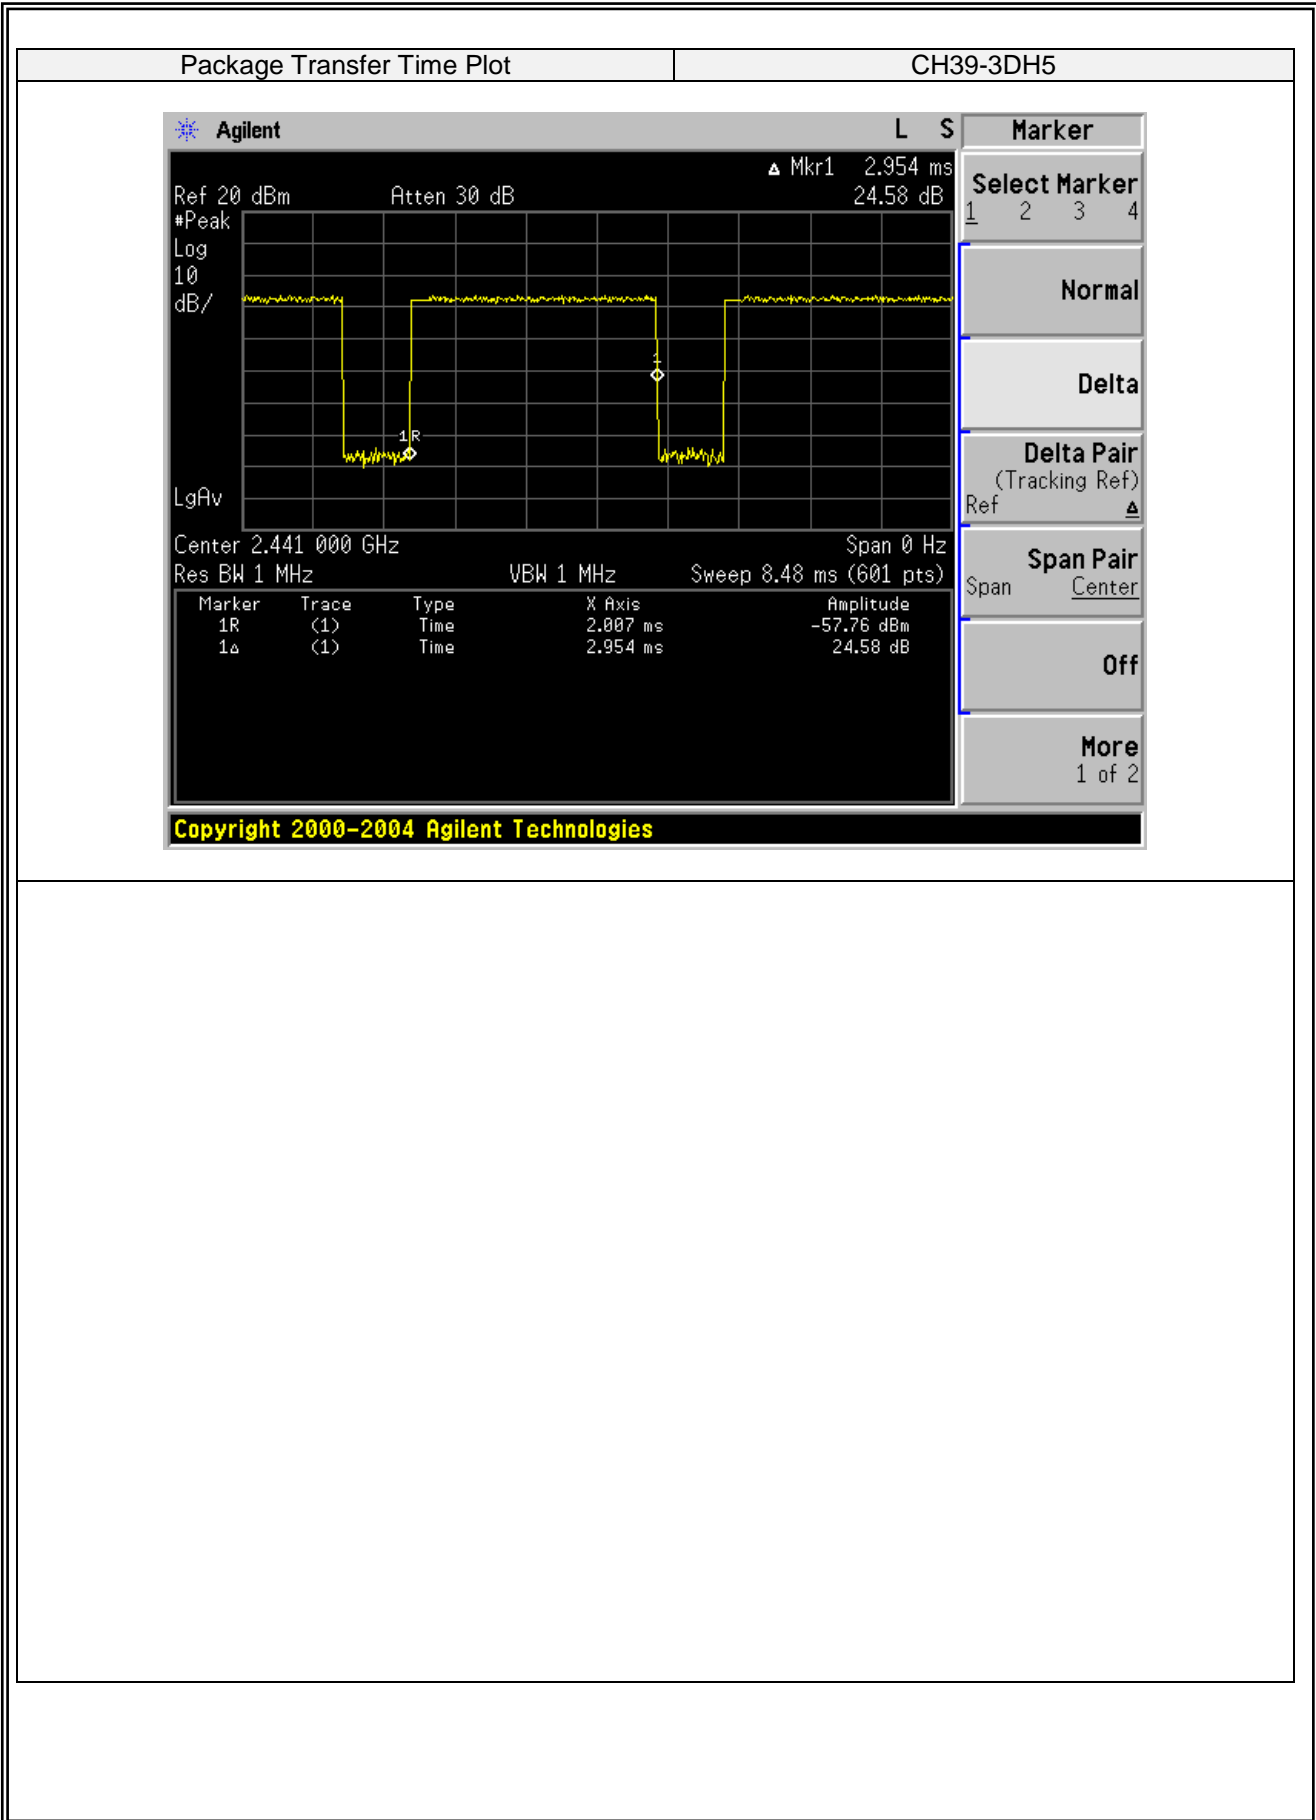 Package Transfer Time Plot CH39-3DH5
Agilent L S Marker
Δ Mkr1 2.954 ms
Ref 20 dBm Atten 30 dB 24.58 dB
Select Marker
1 2 3 4
#Peak
Log
10
dB/
Normal
1
Delta
1R
Delta Pair
(Tracking Ref)
Ref Δ
LgAv
Center 2.441 000 GHz Span 0 Hz
Res BW 1 MHz VBW 1 MHz Sweep 8.48 ms (601 pts)
Span Pair
Span Center
Marker Trace Type X Axis Amplitude
1R (1) Time 2.007 ms -57.76 dBm
1Δ (1) Time 2.954 ms 24.58 dB
Off
More
1 of 2
Copyright 2000-2004 Agilent Technologies